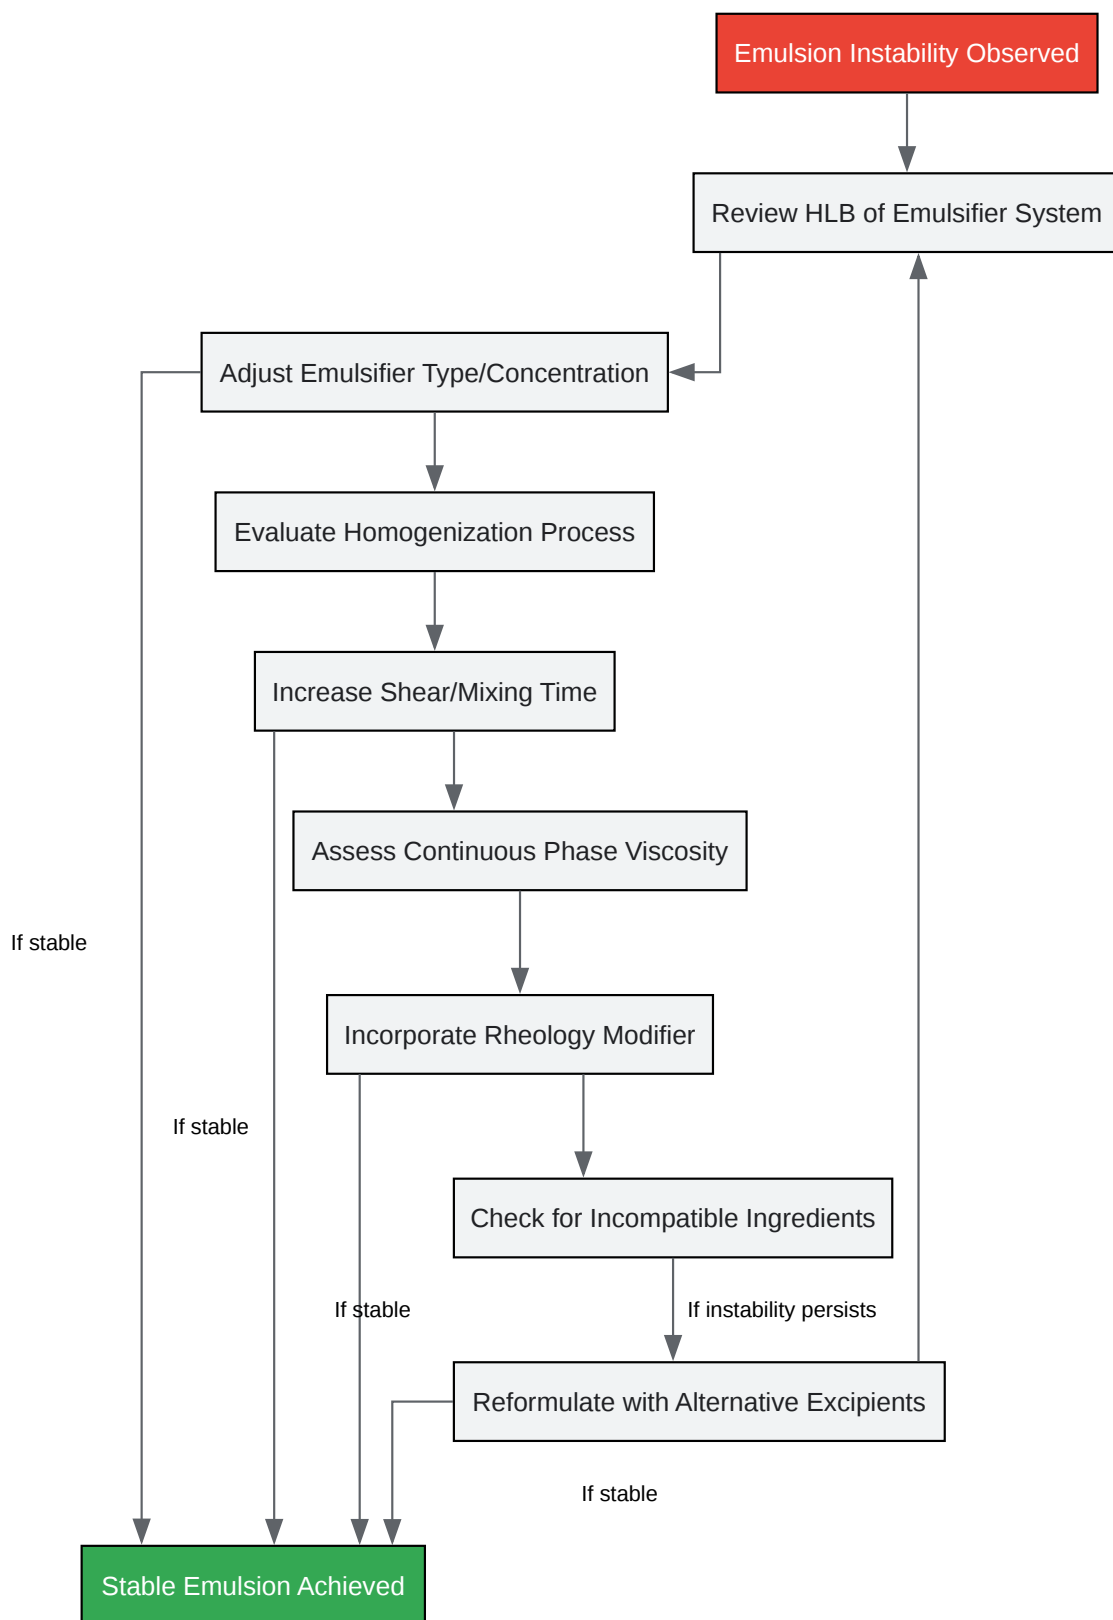 Emulsion Instability Observed
Review HLB of Emulsifier System
Adjust Emulsifier Type/Concentration
Evaluate Homogenization Process
Increase Shear/Mixing Time
Assess Continuous Phase Viscosity
If stable
Incorporate Rheology Modifier
If stable
Check for Incompatible Ingredients
If stable
If instability persists
Reformulate with Alternative Excipients
If stable
Stable Emulsion Achieved